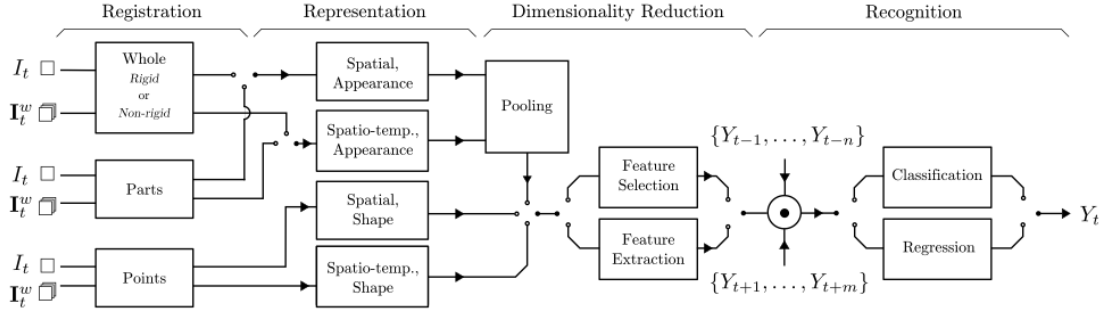 Registration
Representation
Dimensionality Reduction
Recognition
I_t
I_t^w
Whole
Rigid
or
Non-rigid
I_t
I_t^w
Parts
I_t
I_t^w
Points
Spatial,
Appearance
Spatio-temp.,
Appearance
Spatial,
Shape
Spatio-temp.,
Shape
Pooling
Feature
Selection
Feature
Extraction
{Y_{t−1}, . . . , Y_{t−n}}
{Y_{t+1}, . . . , Y_{t+m}}
Classification
Regression
Y_t